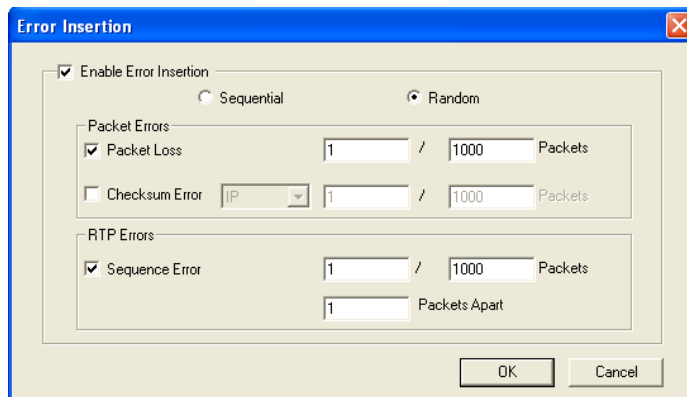 Error Insertion
Enable Error Insertion
Sequential Random
Packet Errors
Packet Loss 1 / 1000 Packets
Checksum Error IP 1 / 1000 Packets
RTP Errors
Sequence Error 1 / 1000 Packets
1 Packets Apart
OK Cancel